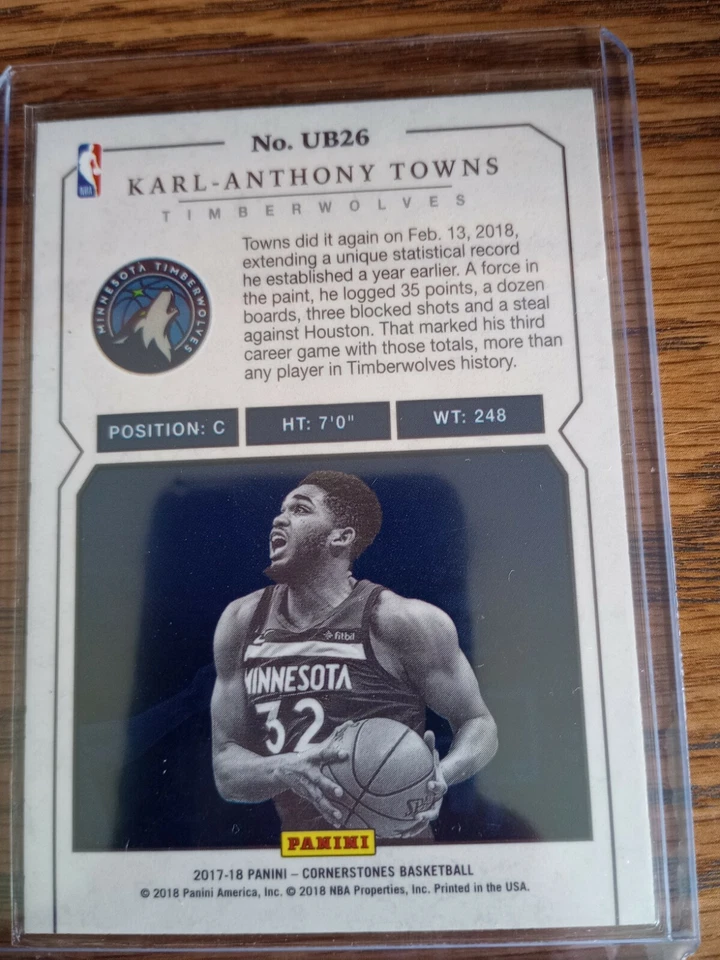 No. UB26
NBA
KARL-ANTHONY TOWNS
TIMBERWOLVES
MINNESOTA TIMBERWOLVES
Towns did it again on Feb. 13, 2018,
extending a unique statistical record
he established a year earlier. A force in
the paint, he logged 35 points, a dozen
boards, three blocked shots and a steal
against Houston. That marked his third
career game with those totals, more than
any player in Timberwolves history.
POSITION: C
HT: 7'0"
WT: 248
fitbit
MINNESOTA
32
PANINI
2017-18 PANINI – CORNERSTONES BASKETBALL
© 2018 Panini America, Inc. © 2018 NBA Properties, Inc. Printed in the USA.